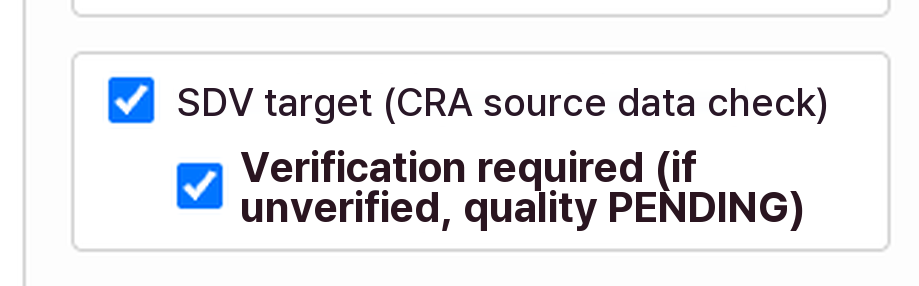 SDV target (CRA source data check)
Verification required (if
unverified, quality PENDING)